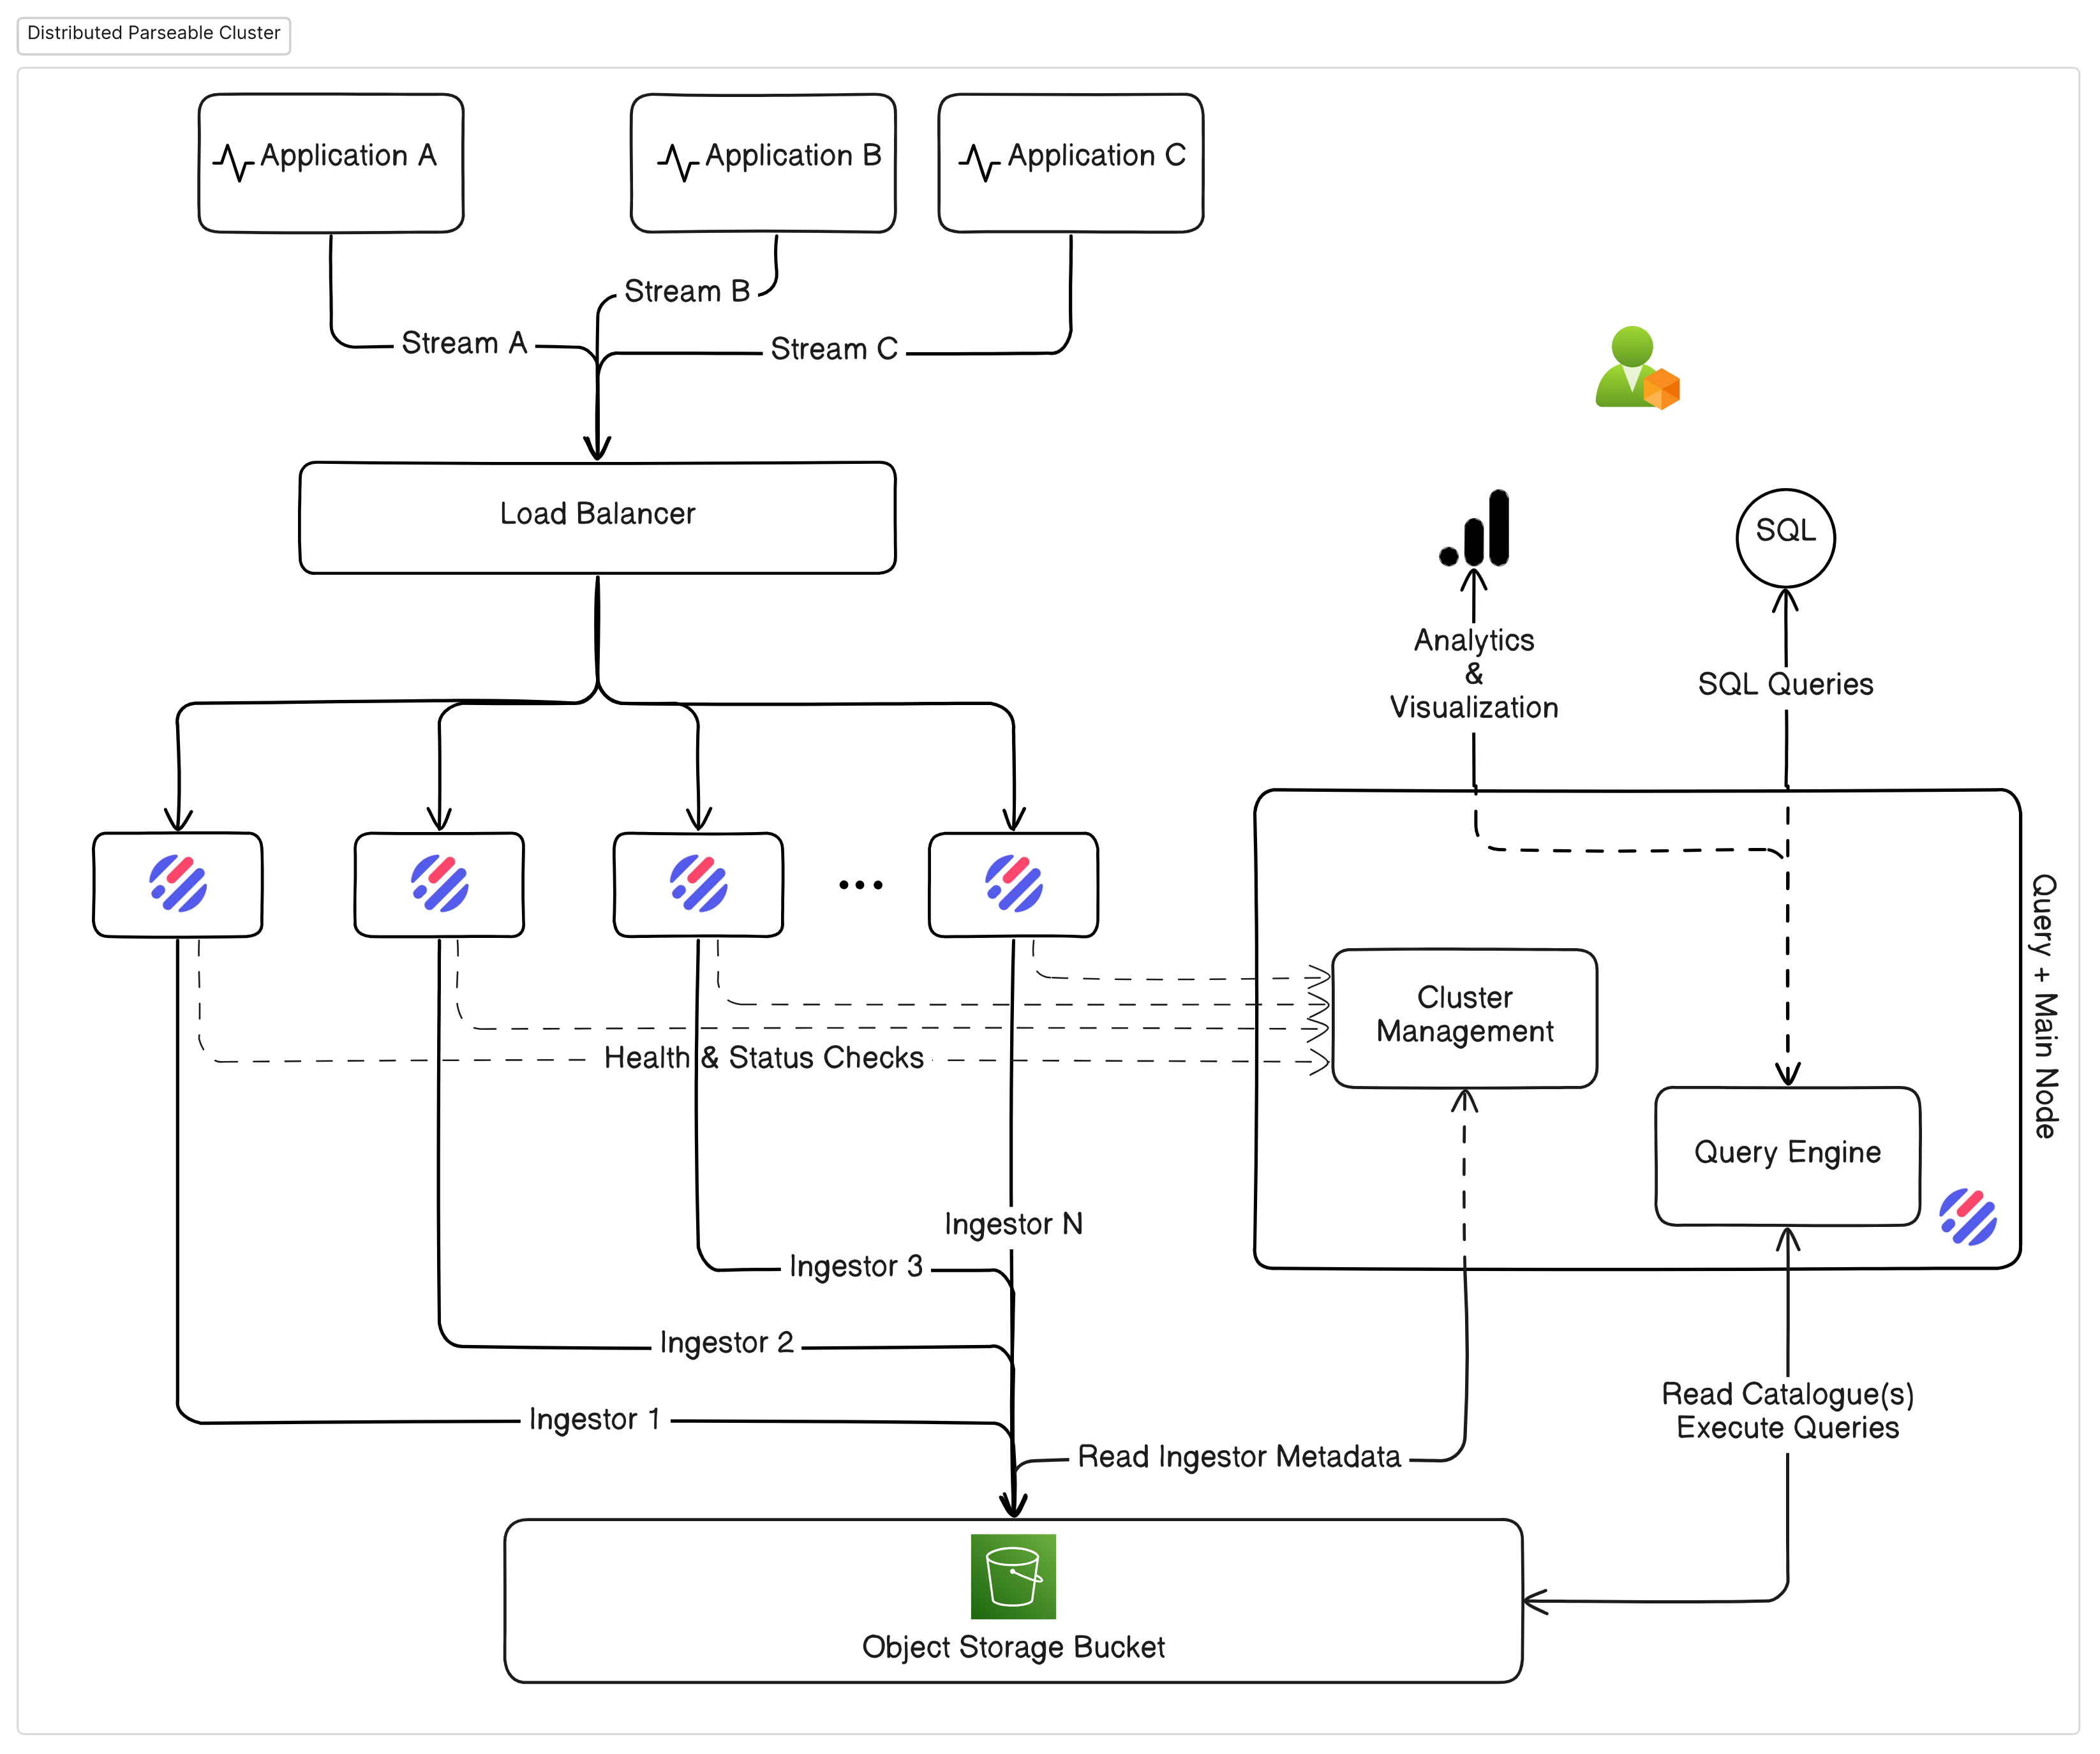 Distributed Parseable Cluster
Application A
Application B
Application C
Stream B
Stream A
Stream C
Load Balancer
SQL
Analytics
&
Visualization
SQL Queries
...
Query + Main Node
Cluster
Management
Health & Status Checks
Query Engine
Ingestor N
Ingestor 3
Ingestor 2
Ingestor 1
Read Catalogue(s)
Execute Queries
Read Ingestor Metadata
Object Storage Bucket